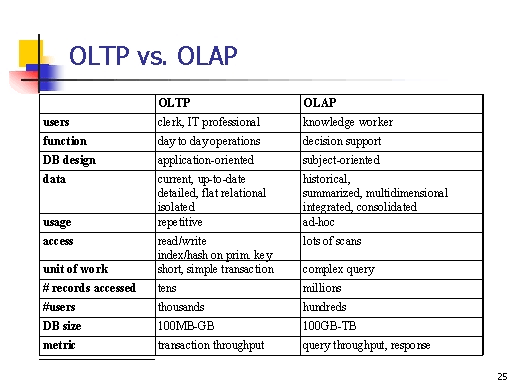 OLTP vs. OLAP
OLTP OLAP
users clerk, IT professional knowledge worker
function day to day operations decision support
DB design application-oriented subject-oriented
data current, up-to-date historical,
detailed, flat relational summarized, multidimensional
isolated integrated, consolidated
usage repetitive ad-hoc
access read/write lots of scans
index/hash on prim. key
unit of work short, simple transaction complex query
# records accessed tens millions
#users thousands hundreds
DB size 100MB-GB 100GB-TB
metric transaction throughput query throughput, response
25